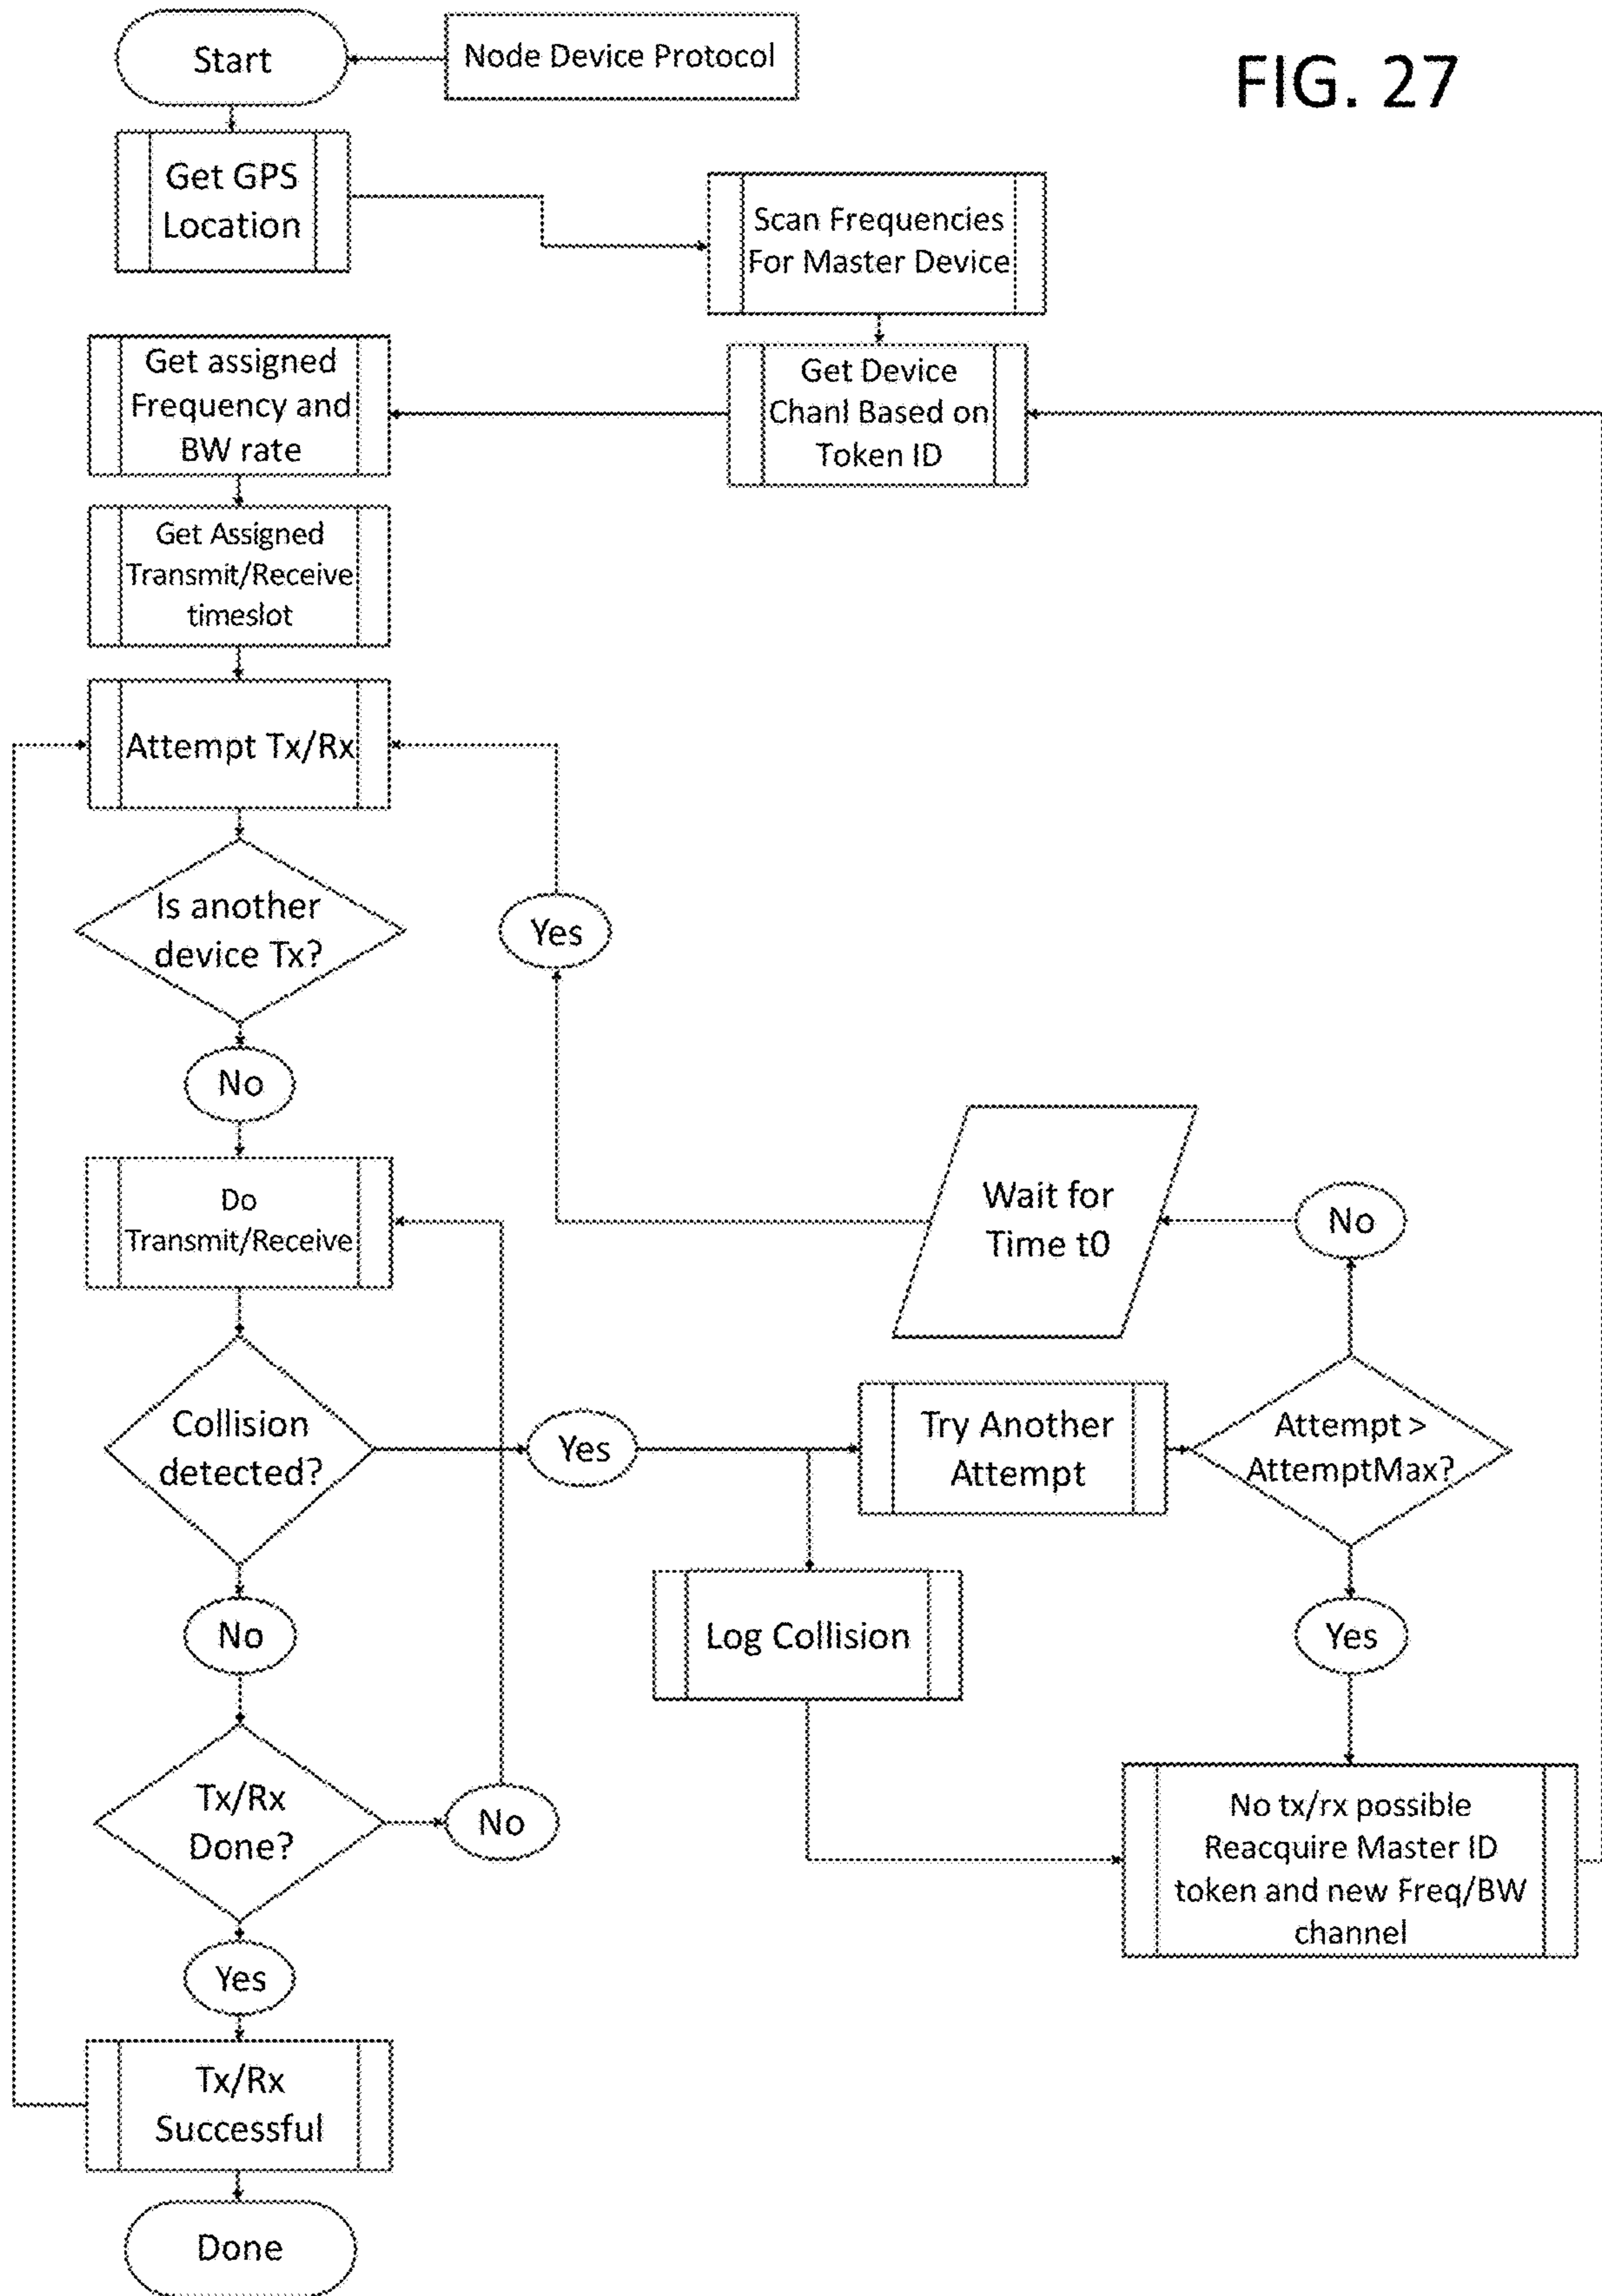 Start
Node Device Protocol
FIG. 27
Get GPS
Location
Scan Frequencies
For Master Device
Get assigned
Frequency and
BW rate
Get Device
Chanl Based on
Token ID
Get Assigned
Transmit/Receive
timeslot
Attempt Tx/Rx
Is another
device Tx?
Yes
No
Do
Transmit/Receive
Wait for
Time t0
No
Collision
detected?
Yes
Try Another
Attempt
Attempt >
AttemptMax?
No
Log Collision
Yes
Tx/Rx
Done?
No
No tx/rx possible
Reacquire Master ID
token and new Freq/BW
channel
Yes
Tx/Rx
Successful
Done